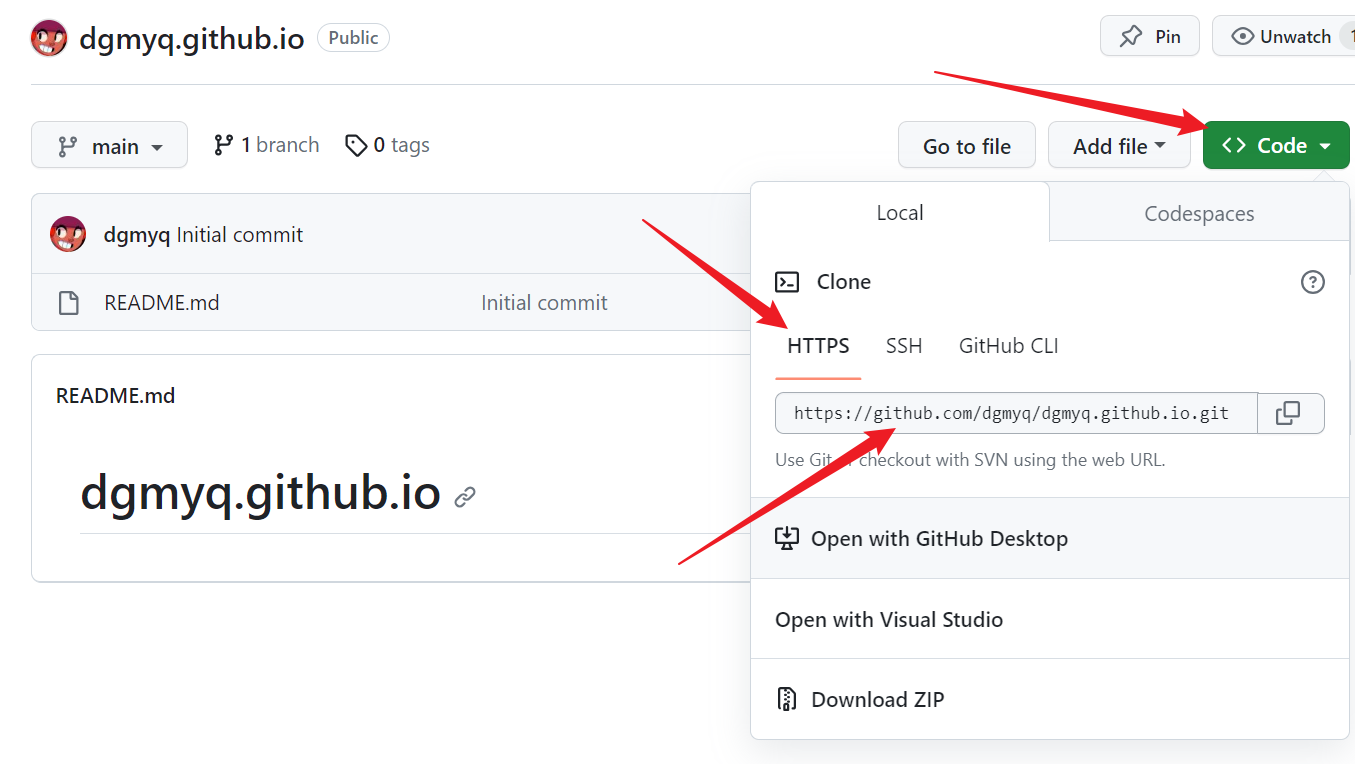 dgmyq.github.io Public Pin Unwatch 1
main 1 branch 0 tags Go to file Add file <> Code
dgmyq Initial commit
README.md Initial commit
README.md
dgmyq.github.io
Local Codespaces
Clone
HTTPS SSH GitHub CLI
https://github.com/dgmyq/dgmyq.github.io.git
Use Git or checkout with SVN using the web URL.
Open with GitHub Desktop
Open with Visual Studio
Download ZIP